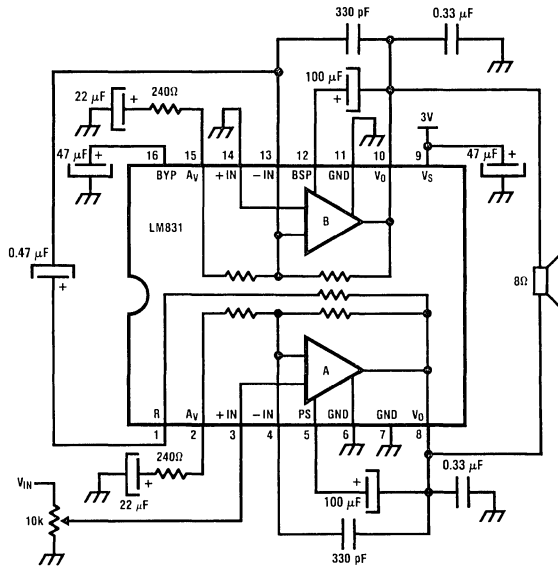 330 pF
0.33 μF
100 μF
+
22 μF
+
240Ω
3V
47 μF
+
47 μF
+
16 15 14 13 12 11 10 9
BYP AV +IN −IN BSP GND VO VS
LM831
B
0.47 μF
+
8Ω
A
R AV +IN −IN PS GND GND VO
1 2 3 4 5 6 7 8
240Ω
+
22 μF
0.33 μF
+
100 μF
VIN
10k
330 pF